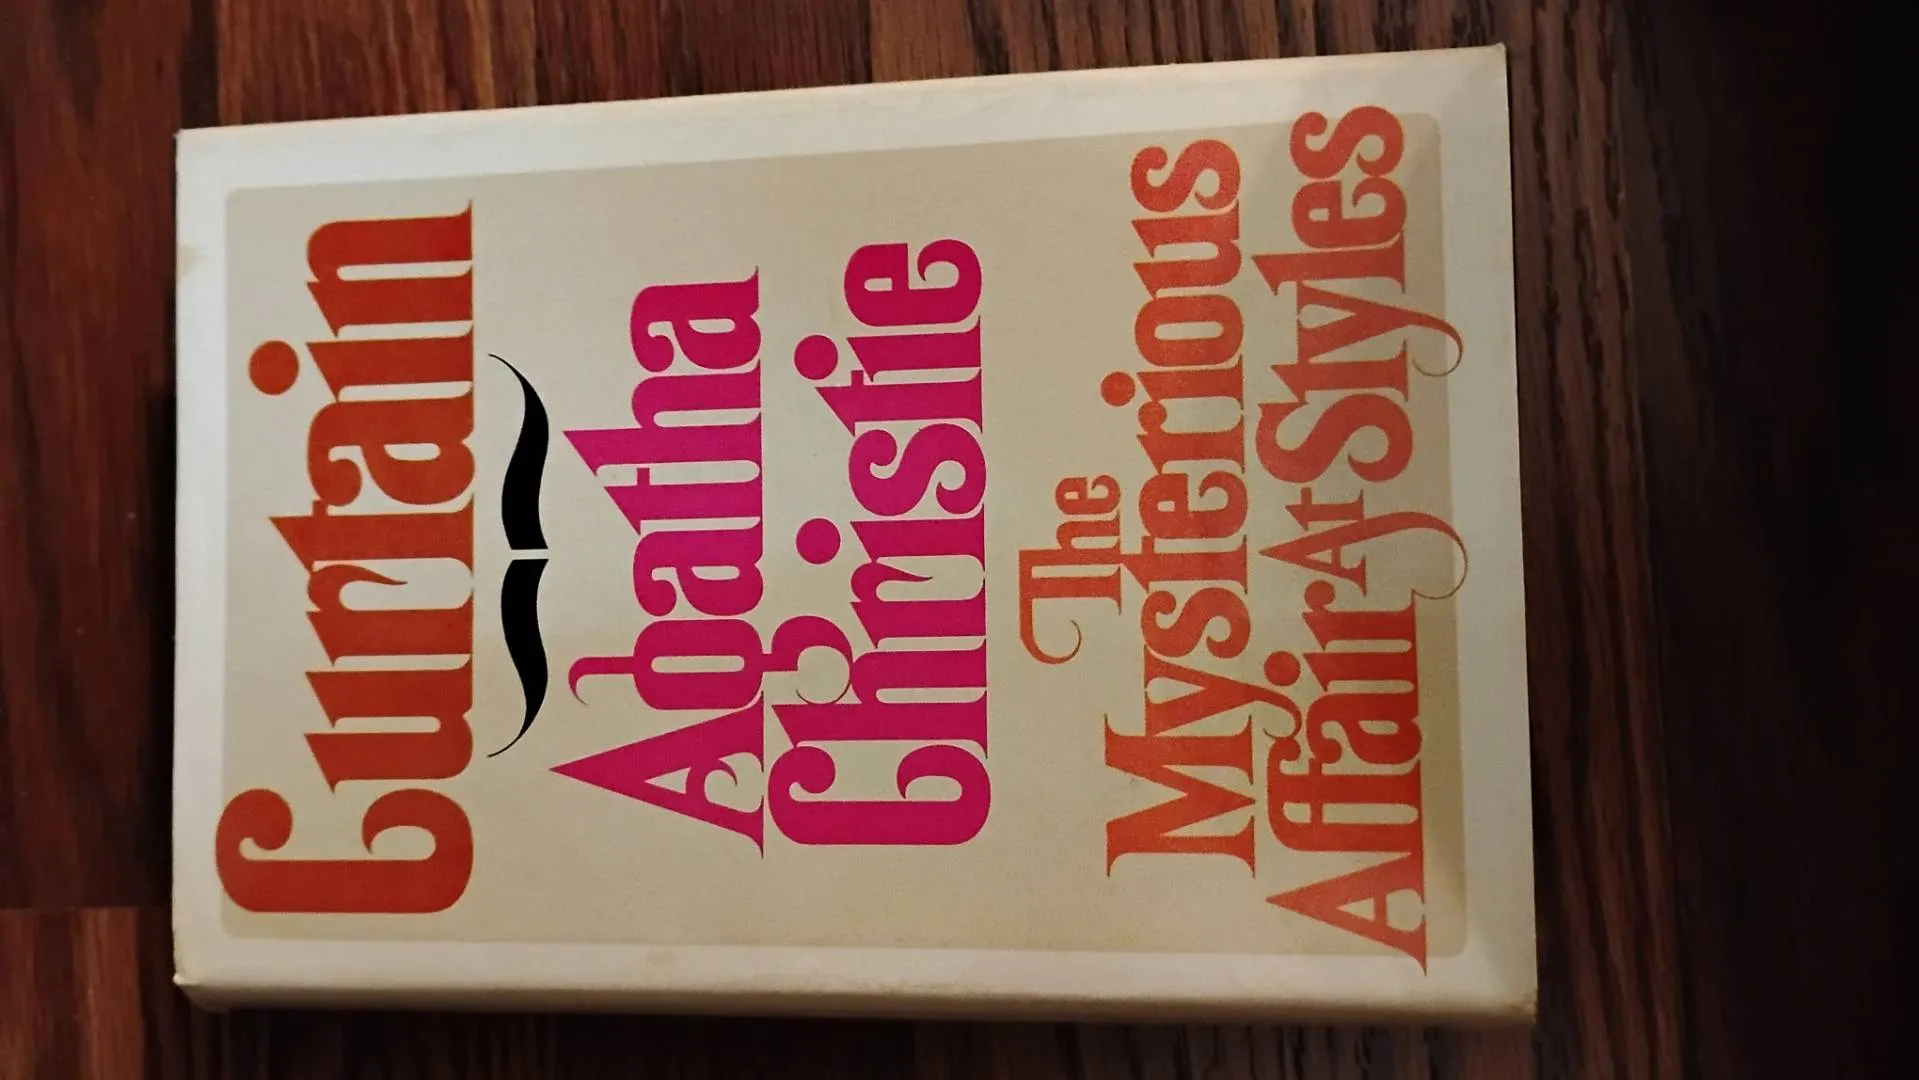 Curtain
Agatha
Christie
The
Mysterious
Affair At Styles